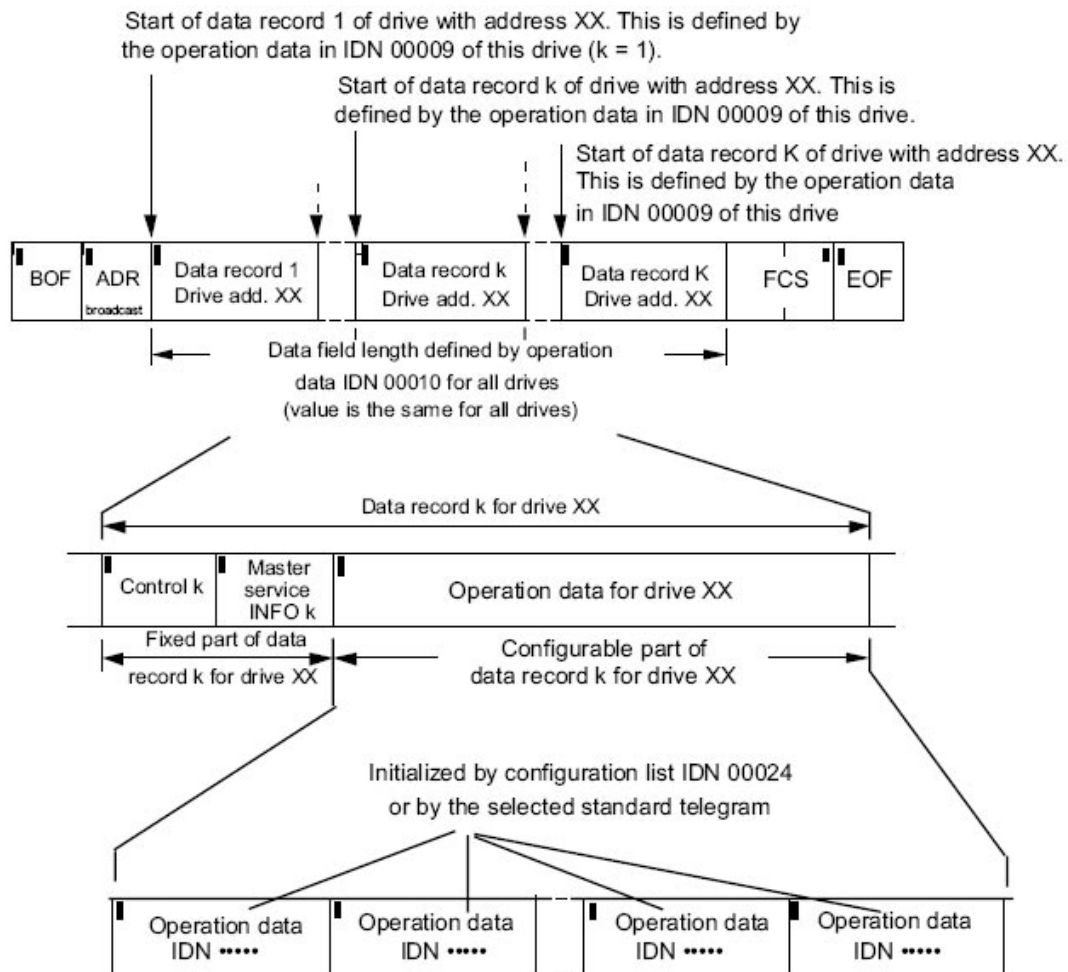 Start of data record 1 of drive with address XX. This is defined by
the operation data in IDN 00009 of this drive (k = 1).
Start of data record k of drive with address XX. This is
defined by the operation data in IDN 00009 of this drive.
Start of data record K of drive with address XX.
This is defined by the operation data
in IDN 00009 of this drive
BOF
ADR
broadcast
Data record 1
Drive add. XX
Data record k
Drive add. XX
Data record K
Drive add. XX
FCS
EOF
Data field length defined by operation
data IDN 00010 for all drives
(value is the same for all drives)
Data record k for drive XX
Control k
Master
service
INFO k
Operation data for drive XX
Fixed part of data
record k for drive XX
Configurable part of
data record k for drive XX
Initialized by configuration list IDN 00024
or by the selected standard telegram
Operation data
IDN •••••
Operation data
IDN •••••
Operation data
IDN •••••
Operation data
IDN •••••